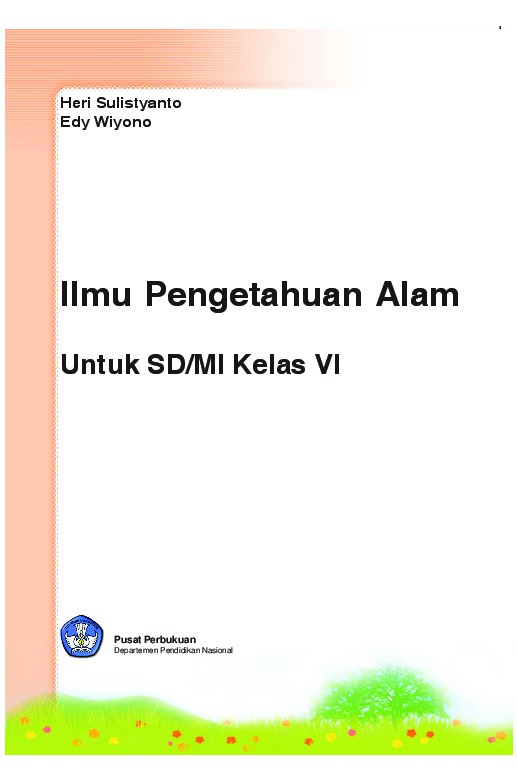 Heri Sulistyanto
Edy Wiyono
Ilmu Pengetahuan Alam
Untuk SD/MI Kelas VI
Pusat Perbukuan
Departemen Pendidikan Nasional